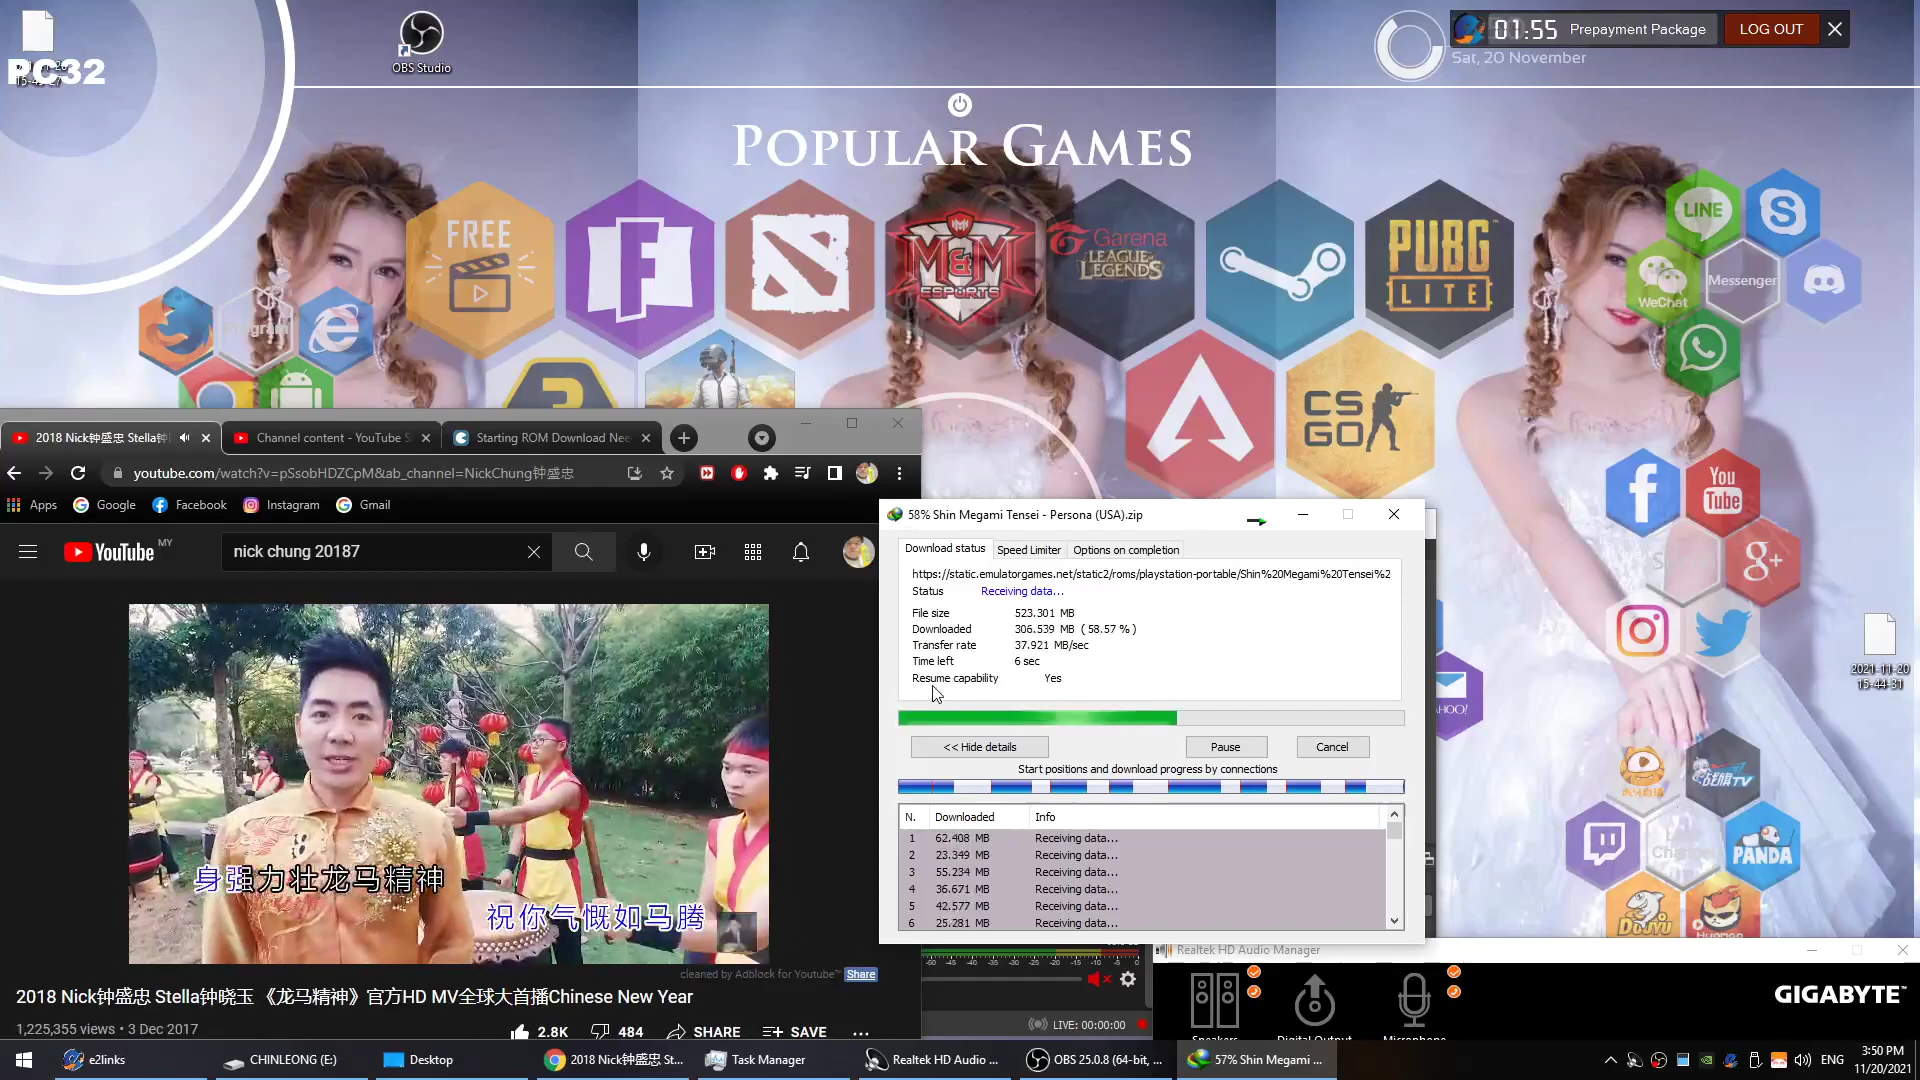 PC32
OBS Studio
01:55
Prepayment Package
LOG OUT
Sat, 20 November
POPULAR GAMES
FREE
M&M
ESPORTS
Garena
LEAGUE
LEGENDS
PUBG
LITE
LINE
WeChat
Messenger
Program
CS
GO
You
Tube
2021-11-20
15-44-31
2018 Nick钟盛忠 Stella钟
Channel content - YouTube S
Starting ROM Download Nee
youtube.com/watch?v=pSsobHDZCpM&ab_channel=NickChung钟盛忠
Apps
Google
Facebook
Instagram
Gmail
YouTube
MY
nick chung 20187
身强力壮龙马精神
祝你气慨如马腾
cleaned by Adblock for Youtube™
Share
2018 Nick钟盛忠 Stella钟晓玉 《龙马精神》官方HD MV全球大首播Chinese New Year
1,225,355 views • 3 Dec 2017
2.8K
484
SHARE
SAVE
58% Shin Megami Tensei - Persona (USA).zip
Download status
Speed Limiter
Options on completion
https://static.emulatorgames.net/static2/roms/playstation-portable/Shin%20Megami%20Tensei%2
Status Receiving data...
File size 523.301 MB
Downloaded 306.539 MB ( 58.57 % )
Transfer rate 37.921 MB/sec
Time left 6 sec
Resume capability Yes
<< Hide details
Pause
Cancel
Start positions and download progress by connections
N. Downloaded Info
1 62.408 MB Receiving data...
2 23.349 MB Receiving data...
3 55.234 MB Receiving data...
4 36.671 MB Receiving data...
5 42.577 MB Receiving data...
6 25.281 MB Receiving data...
AHOO!
战旗TV
PANDA
DOUYU
LIVE: 00:00:00
Realtek HD Audio Manager
Speakers
Digital Output
Microphone
GIGABYTE™
e2links
CHINLEONG (E:)
Desktop
2018 Nick钟盛忠 St...
Task Manager
Realtek HD Audio ...
OBS 25.0.8 (64-bit, ...
57% Shin Megami ...
ENG
3:50 PM
11/20/2021